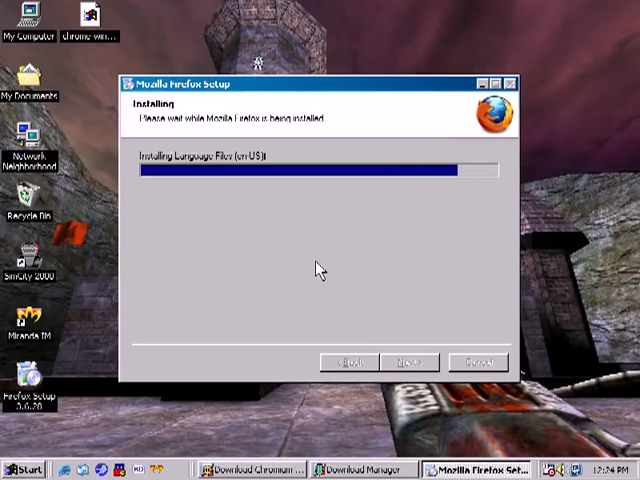 My Computer
chrome-win...
My Documents
Network
Neighborhood
Recycle Bin
SimCity 2000
Miranda IM
Firefox Setup
3.6.28
Mozilla Firefox Setup
Installing
Please wait while Mozilla Firefox is being installed.
Installing Language Files (en-US):
< Back
Next >
Cancel
Start
Download Chromium ...
Download Manager
Mozilla Firefox Set...
12:24 PM